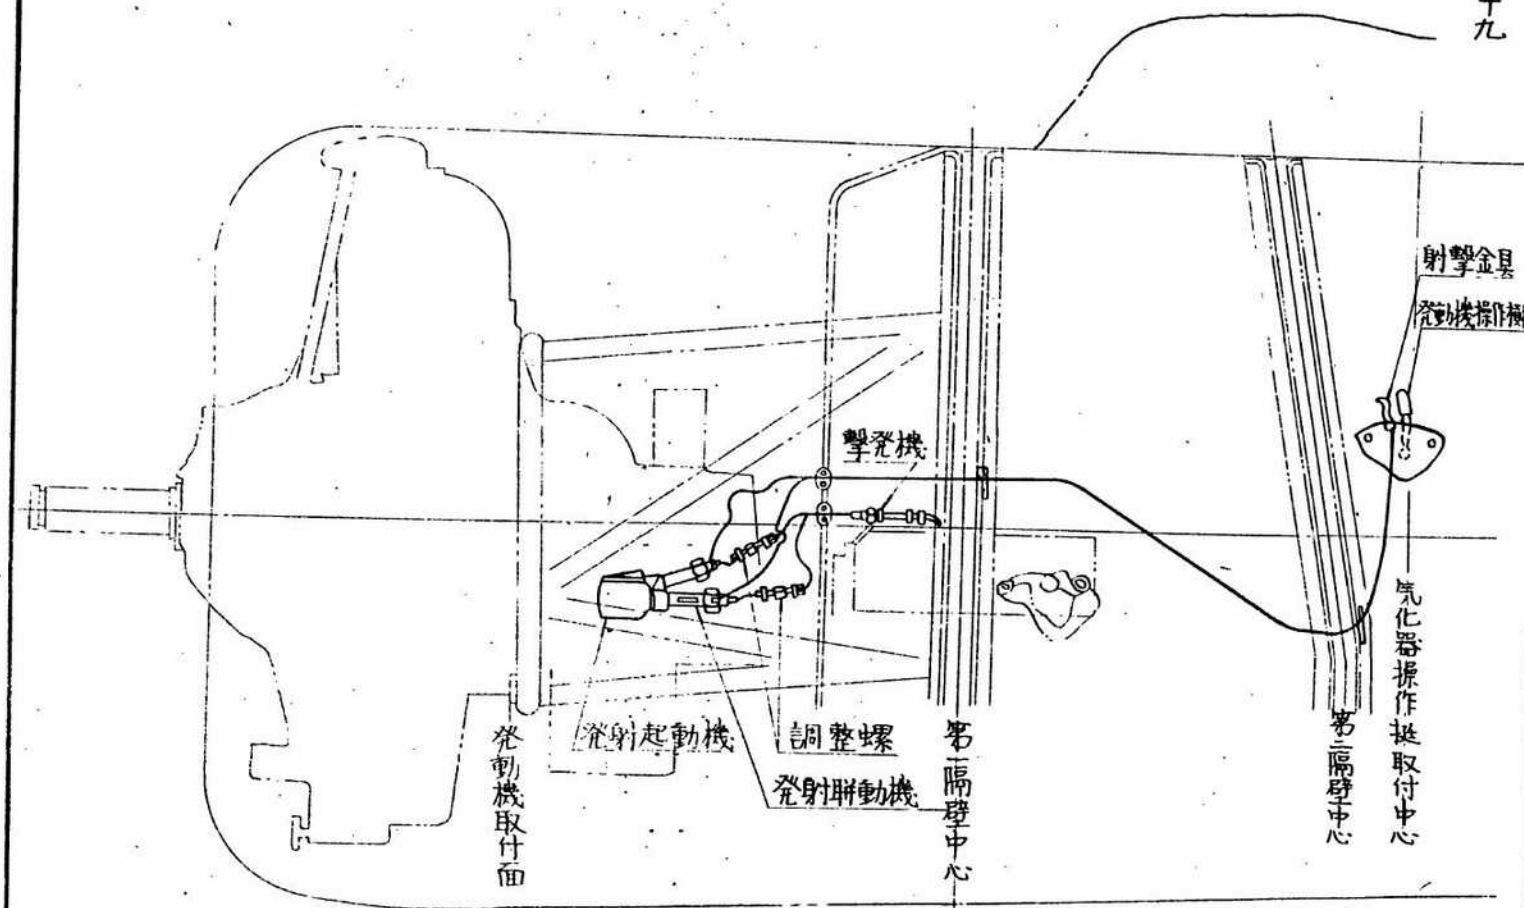 十九
射撃金具
発動機操作
撃発機
気化器操作挺取付中心
第二隔壁中心
第一隔壁中心
調整螺
発射聯動機
発射起動機
発動機取付面